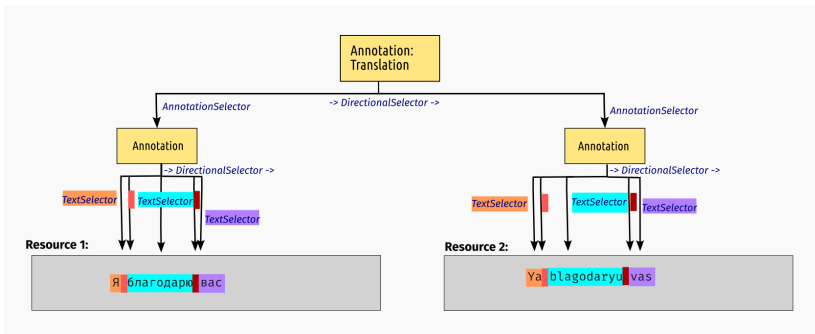 Annotation:
Translation
-> DirectionalSelector ->
AnnotationSelector
AnnotationSelector
Annotation
Annotation
-> DirectionalSelector ->
-> DirectionalSelector ->
TextSelector
TextSelector
TextSelector
TextSelector
TextSelector
TextSelector
Resource 1:
Resource 2:
Я благодарю вас
Ya blagodaryu vas